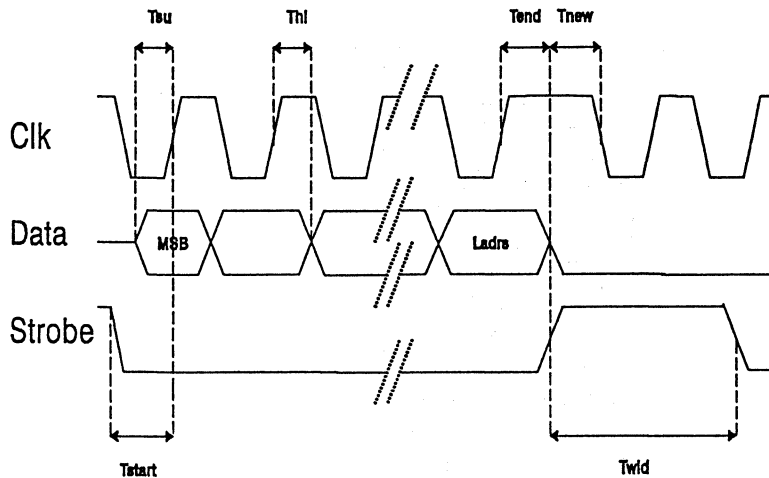 Tsu Thl Tend Tnew
Clk
Data MSB Ladrs
Strobe
Tstart Twid